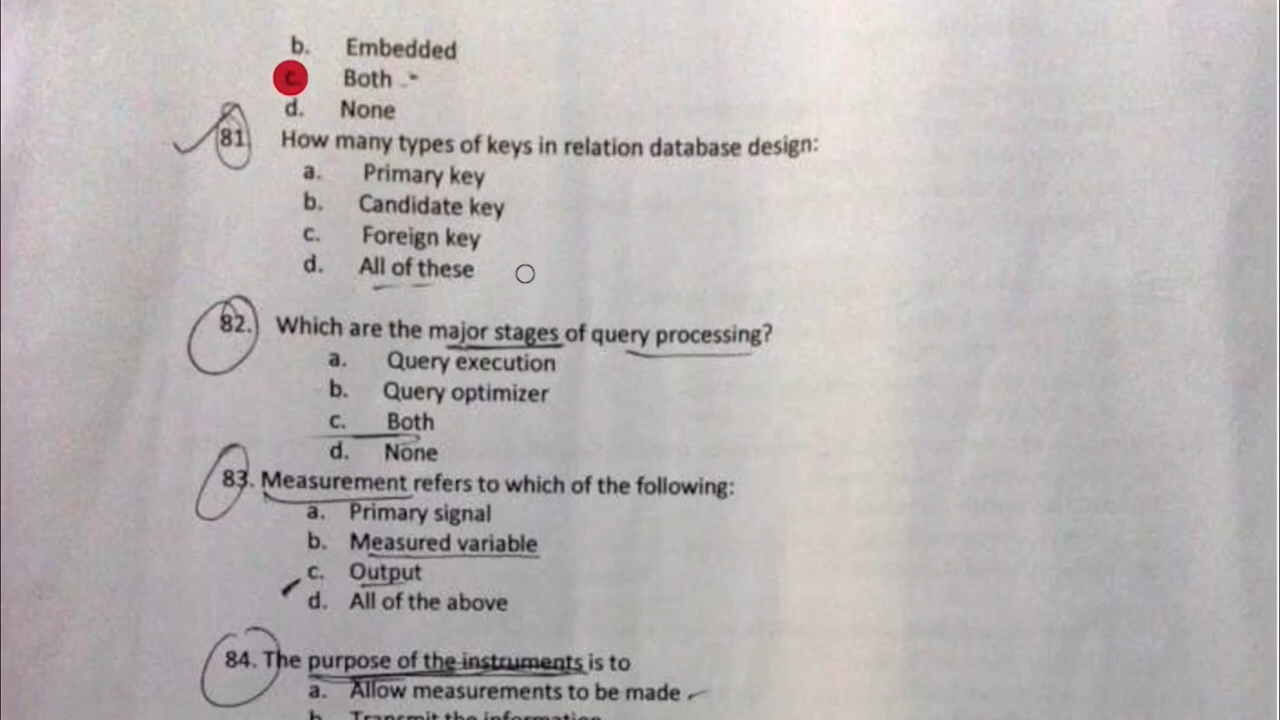 b. Embedded
c. Both
d. None
81 How many types of keys in relation database design:
a. Primary key
b. Candidate key
c. Foreign key
d. All of these
82. Which are the major stages of query processing?
a. Query execution
b. Query optimizer
c. Both
d. None
83. Measurement refers to which of the following:
a. Primary signal
b. Measured variable
c. Output
d. All of the above
84. The purpose of the instruments is to
a. Allow measurements to be made
b. Transmit the information